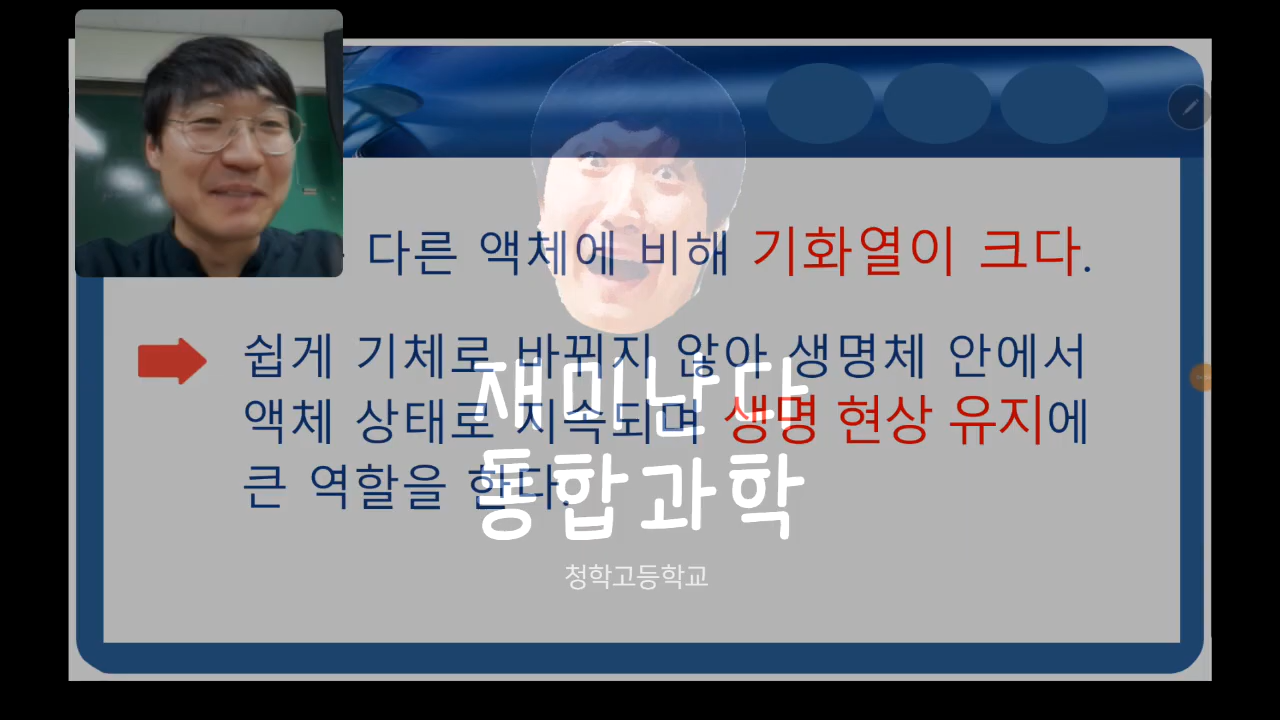 다른 액체에 비해 기화열이 크다.
쉽게 기체로 바뀌지 않아 생명체 안에서
액체 상태로 지속되며 생명 현상 유지에
큰 역할을 한다.
재미난다
통합과학
청학고등학교